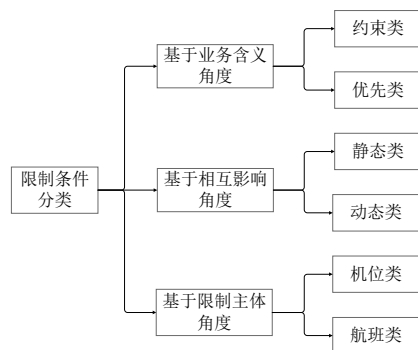 限制条件
分类
基于业务含义
角度
约束类
优先类
基于相互影响
角度
静态类
动态类
基于限制主体
角度
机位类
航班类